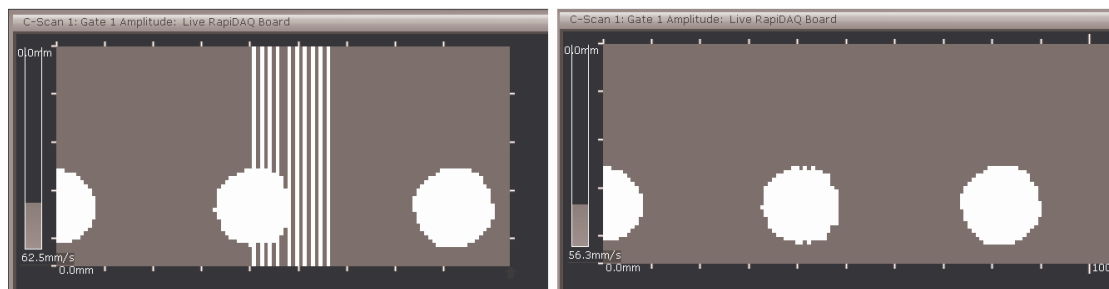 C-Scan 1: Gate 1 Amplitude: Live RapiDAQ Board
0.0mm
62.5mm/s
0.0mm
C-Scan 1: Gate 1 Amplitude: Live RapiDAQ Board
0.0mm
56.3mm/s
0.0mm
100